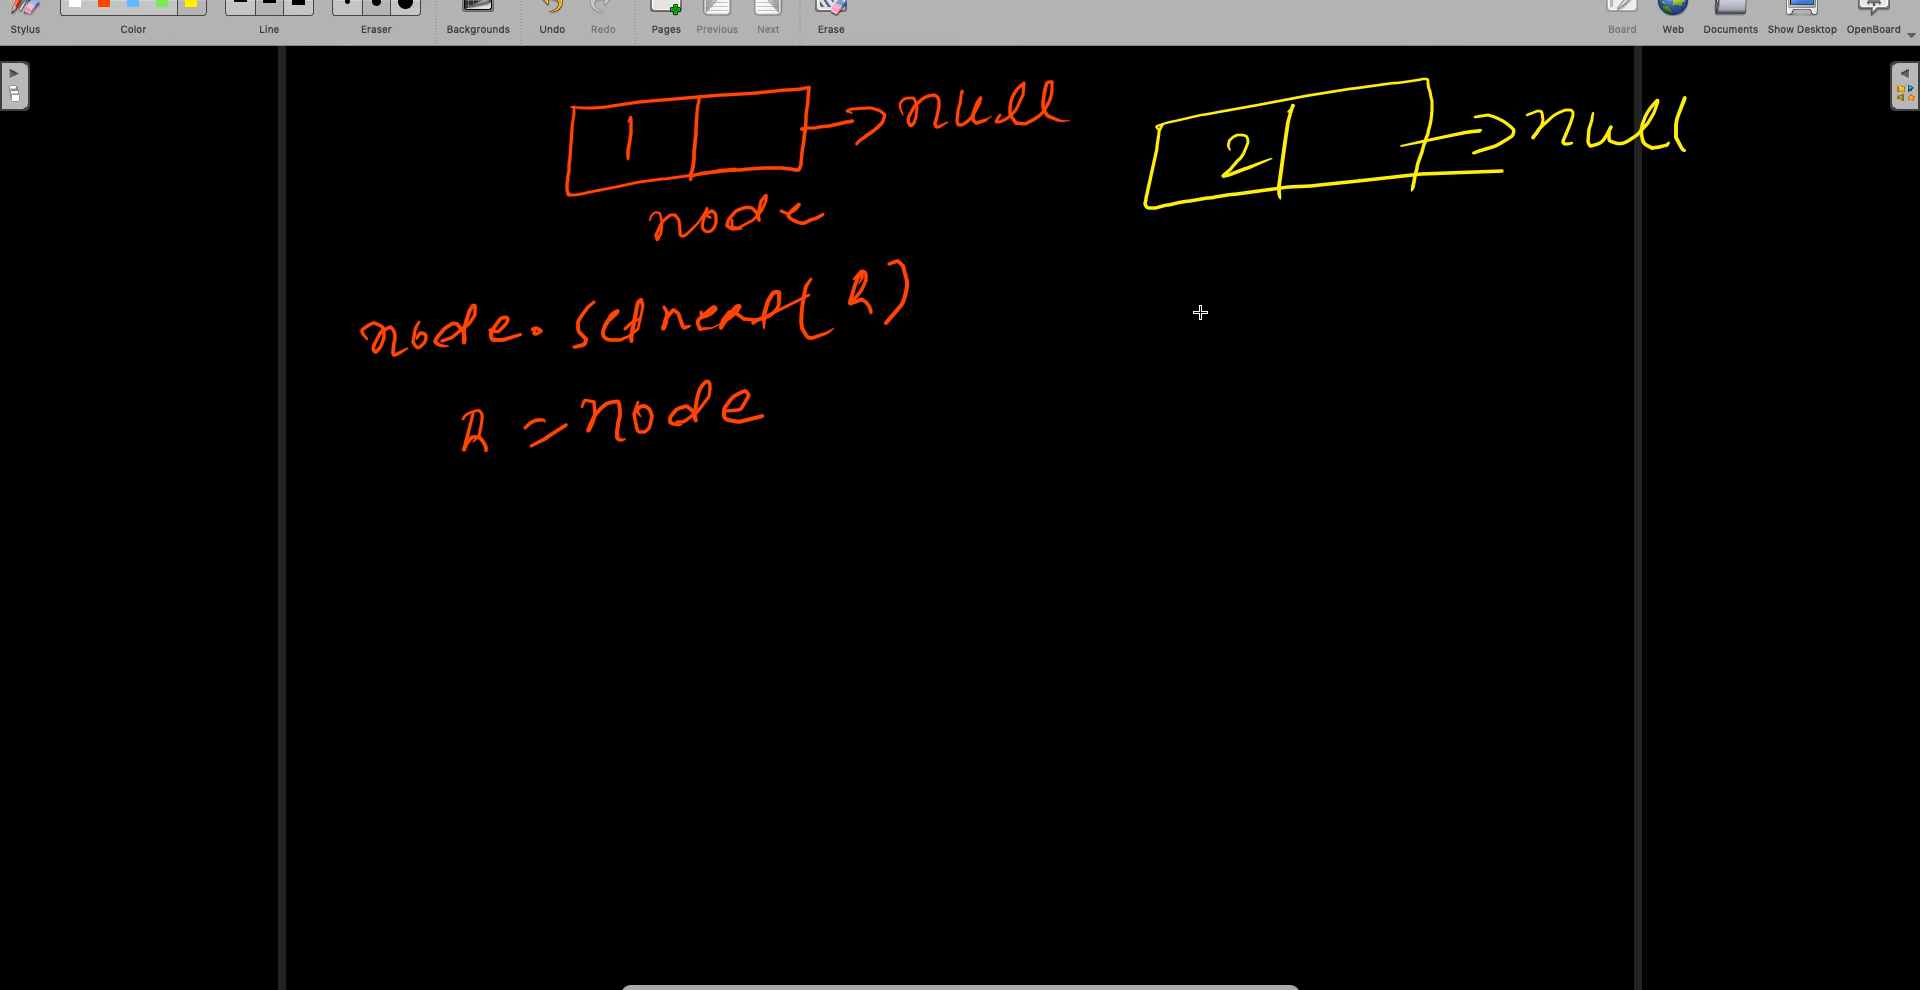 Stylus Color Line Eraser Backgrounds Undo Redo Pages Previous Next Erase Board Web Documents Show Desktop OpenBoard
1 → null
2 → null
node
node. setnext( R )
R = node